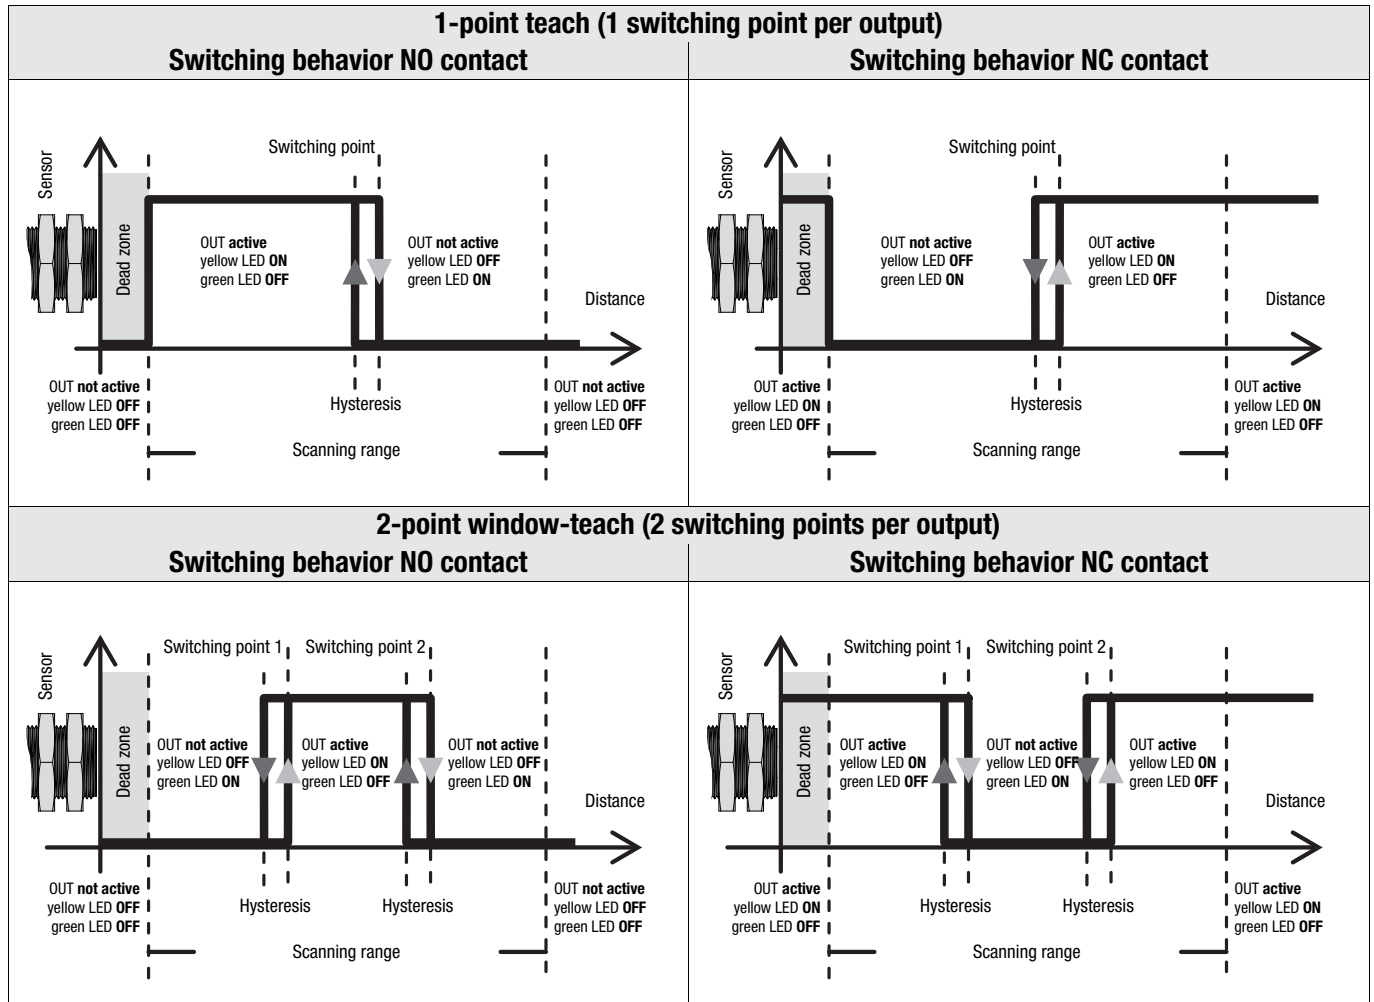 1-point teach (1 switching point per output)
Switching behavior NO contact
Switching behavior NC contact
Sensor
Switching point
Dead zone
OUT active
yellow LED ON
green LED OFF
OUT not active
yellow LED OFF
green LED ON
Distance
OUT not active
yellow LED OFF
green LED OFF
Hysteresis
OUT not active
yellow LED OFF
green LED OFF
Scanning range
Sensor
Switching point
Dead zone
OUT not active
yellow LED OFF
green LED ON
OUT active
yellow LED ON
green LED OFF
Distance
OUT active
yellow LED ON
green LED OFF
Hysteresis
OUT active
yellow LED ON
green LED OFF
Scanning range
2-point window-teach (2 switching points per output)
Switching behavior NO contact
Switching behavior NC contact
Sensor
Switching point 1
Switching point 2
Dead zone
OUT not active
yellow LED OFF
green LED ON
OUT active
yellow LED ON
green LED OFF
OUT not active
yellow LED OFF
green LED ON
Distance
OUT not active
yellow LED OFF
green LED OFF
Hysteresis
Hysteresis
OUT not active
yellow LED OFF
green LED OFF
Scanning range
Sensor
Switching point 1
Switching point 2
Dead zone
OUT active
yellow LED ON
green LED OFF
OUT not active
yellow LED OFF
green LED ON
OUT active
yellow LED ON
green LED OFF
Distance
OUT active
yellow LED ON
green LED OFF
Hysteresis
Hysteresis
OUT active
yellow LED ON
green LED OFF
Scanning range